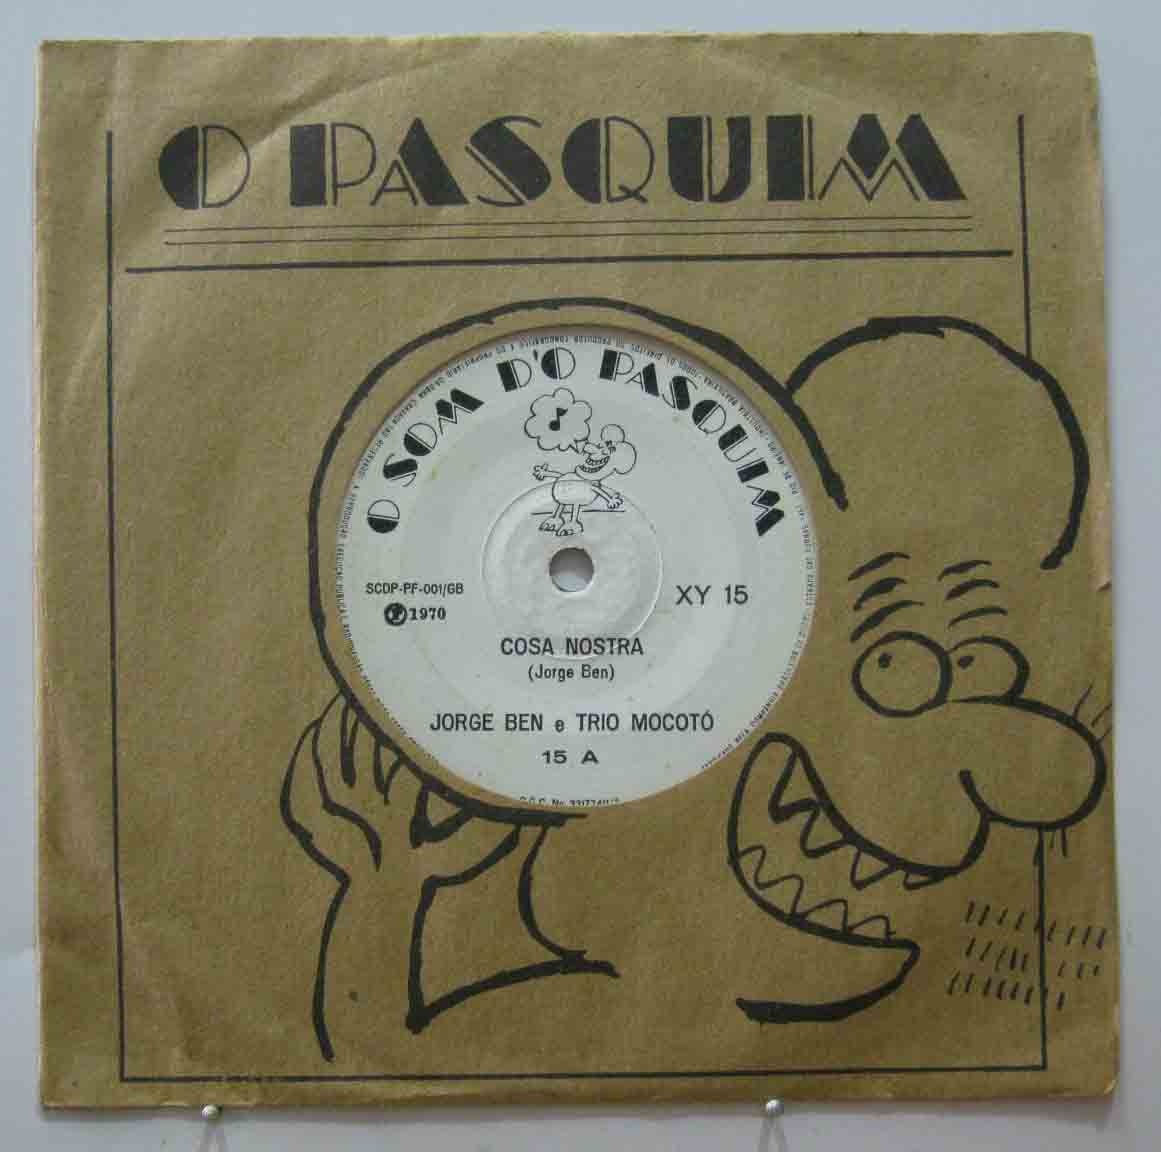 O PASQUIM
O SOM D'O PASQUIM
SCDP-PF-001/GB
XY 15
Ⓟ 1970
COSA NOSTRA
(Jorge Ben)
JORGE BEN e TRIO MOCOTÓ
15 A